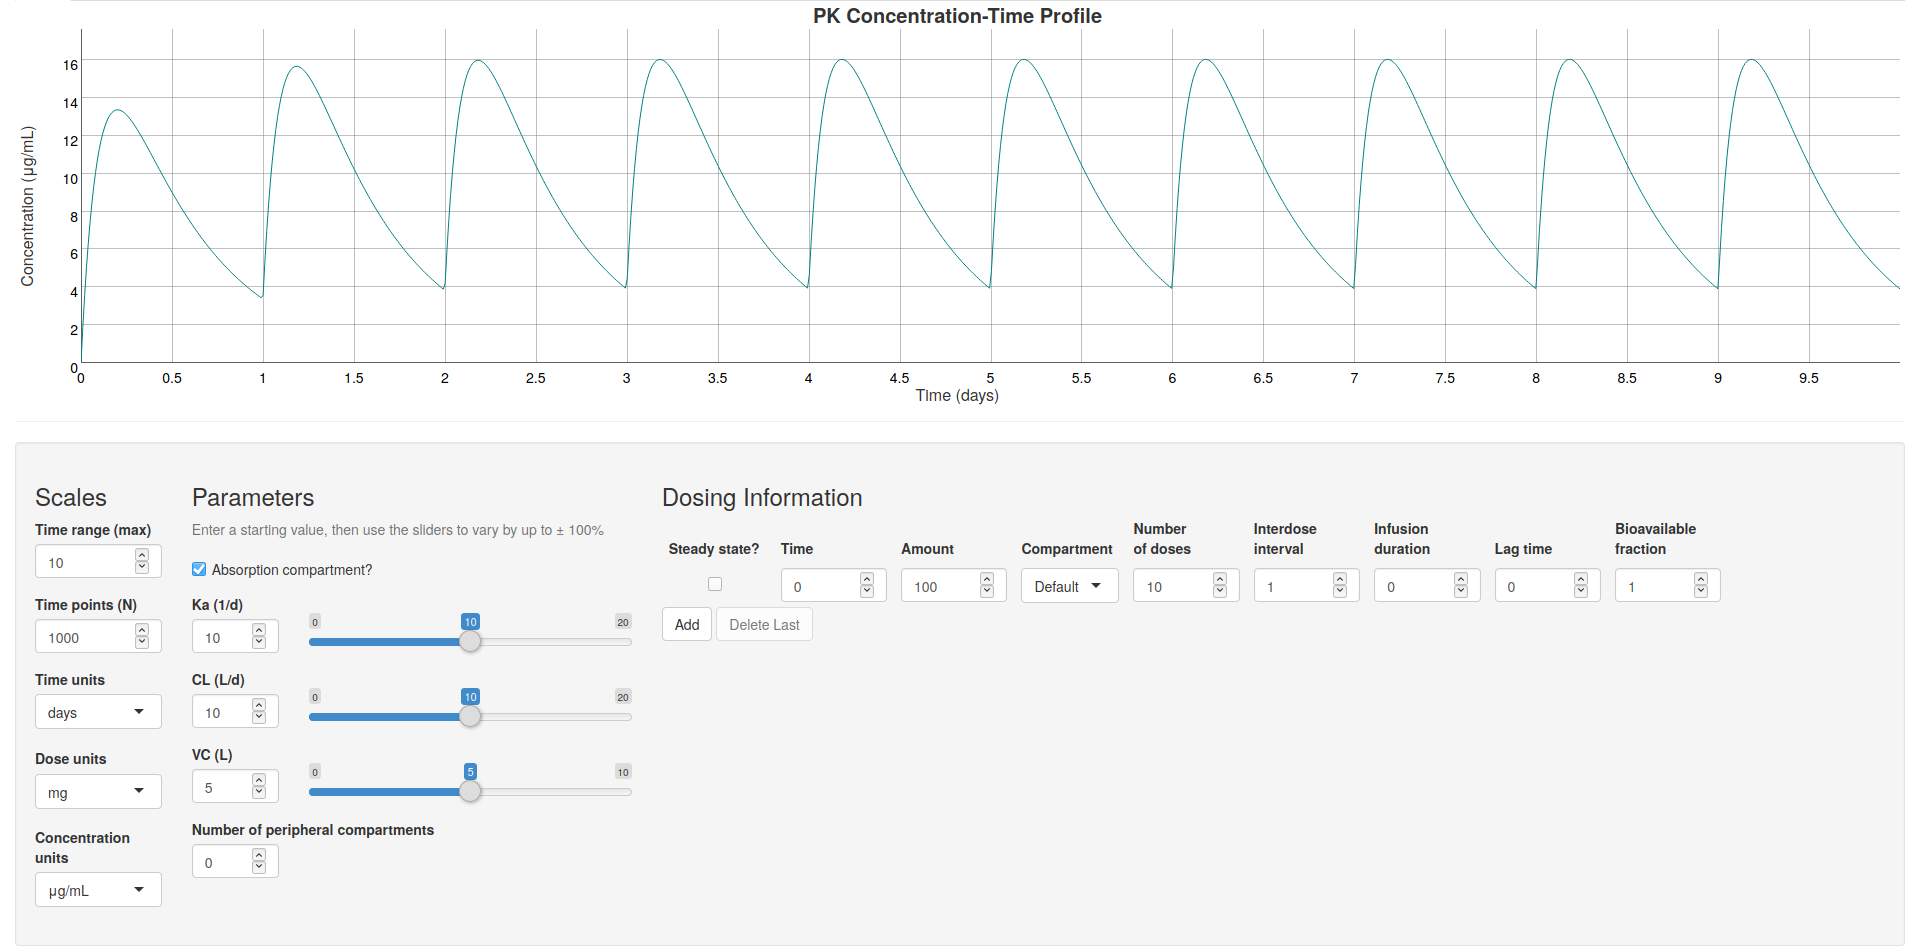 PK Concentration-Time Profile
Concentration (µg/mL)
16
14
12
10
8
6
4
2
0
0 0.5 1 1.5 2 2.5 3 3.5 4 4.5 5 5.5 6 6.5 7 7.5 8 8.5 9 9.5
Time (days)
Scales
Time range (max)
10
Time points (N)
1000
Time units
days
Dose units
mg
Concentration
units
µg/mL
Parameters
Enter a starting value, then use the sliders to vary by up to ± 100%
Absorption compartment?
Ka (1/d)
10
0 10 20
CL (L/d)
10
0 10 20
VC (L)
5
0 5 10
Number of peripheral compartments
0
Dosing Information
Steady state?
Time
0
Amount
100
Compartment
Default
Number
of doses
10
Interdose
interval
1
Infusion
duration
0
Lag time
0
Bioavailable
fraction
1
Add Delete Last